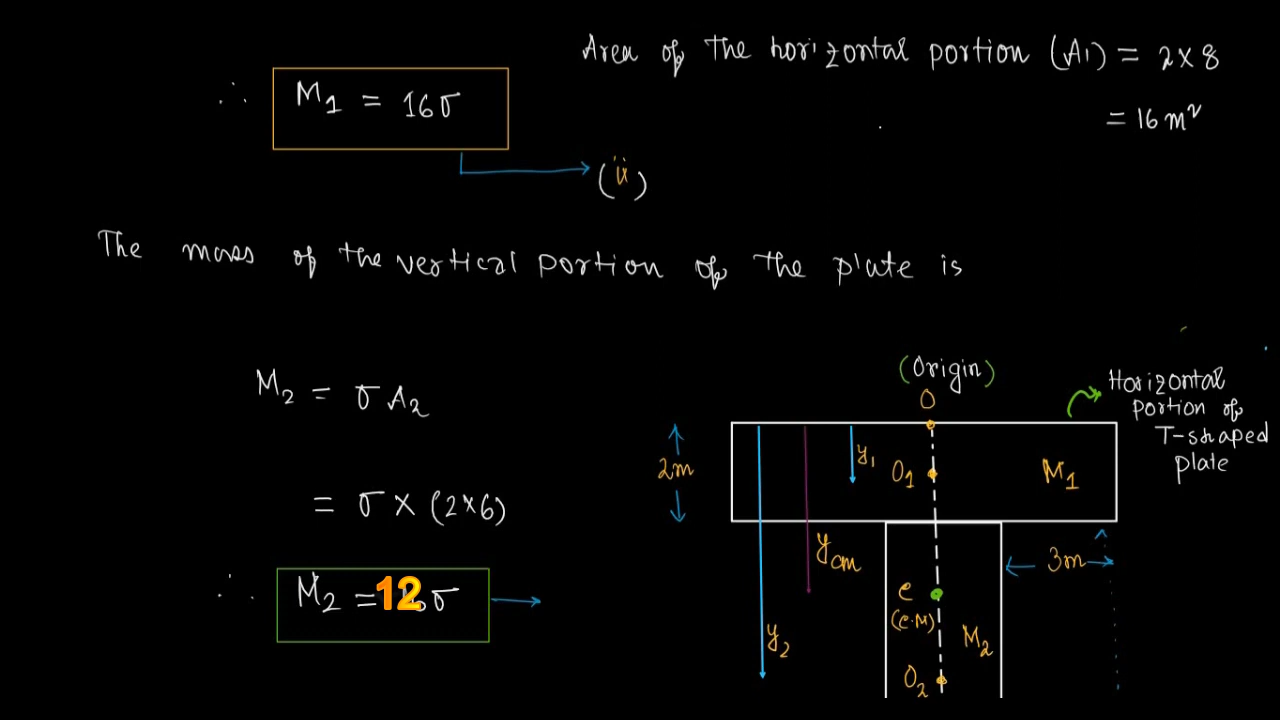 Area of the horizontal portion (A1) = 2 x 8
= 16 m²
∴ M1 = 16σ
(ii)
The mass of the vertical portion of the plate is
M2 = σ A2
= σ × (2×6)
∴ M2 = 12σ
(Origin)
O
Horizontal
portion of
T-shaped
plate
2m
y1
O1
M1
ycm
3m
c
(C.M)
y2
M2
O2